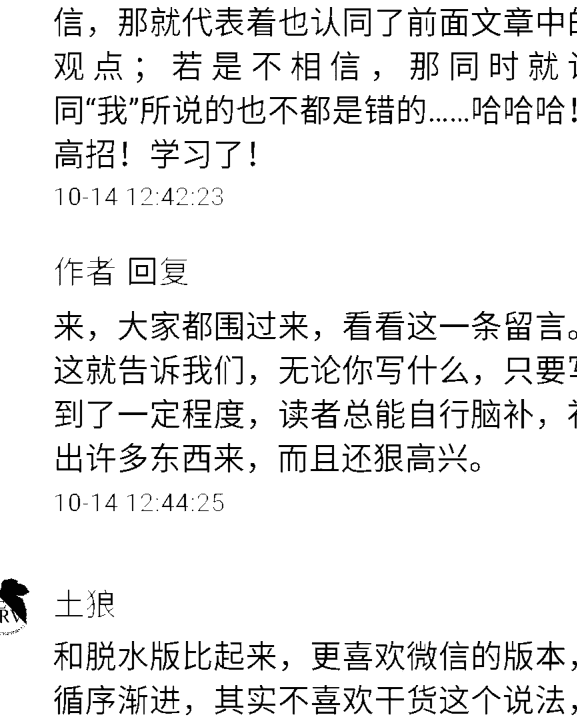 信，那就代表着也认同了前面文章中
观点；若是不相信，那同时就
同“我”所说的也不都是错的……哈哈哈！
高招！学习了！
10-14 12:42:23
作者 回复
来，大家都围过来，看看这一条留言。
这就告诉我们，无论你写什么，只要写
到了一定程度，读者总能自行脑补，
出许多东西来，而且还狠高兴。
10-14 12:44:25
土狼
和脱水版比起来，更喜欢微信的版本，
循序渐进，其实不喜欢干货这个说法，